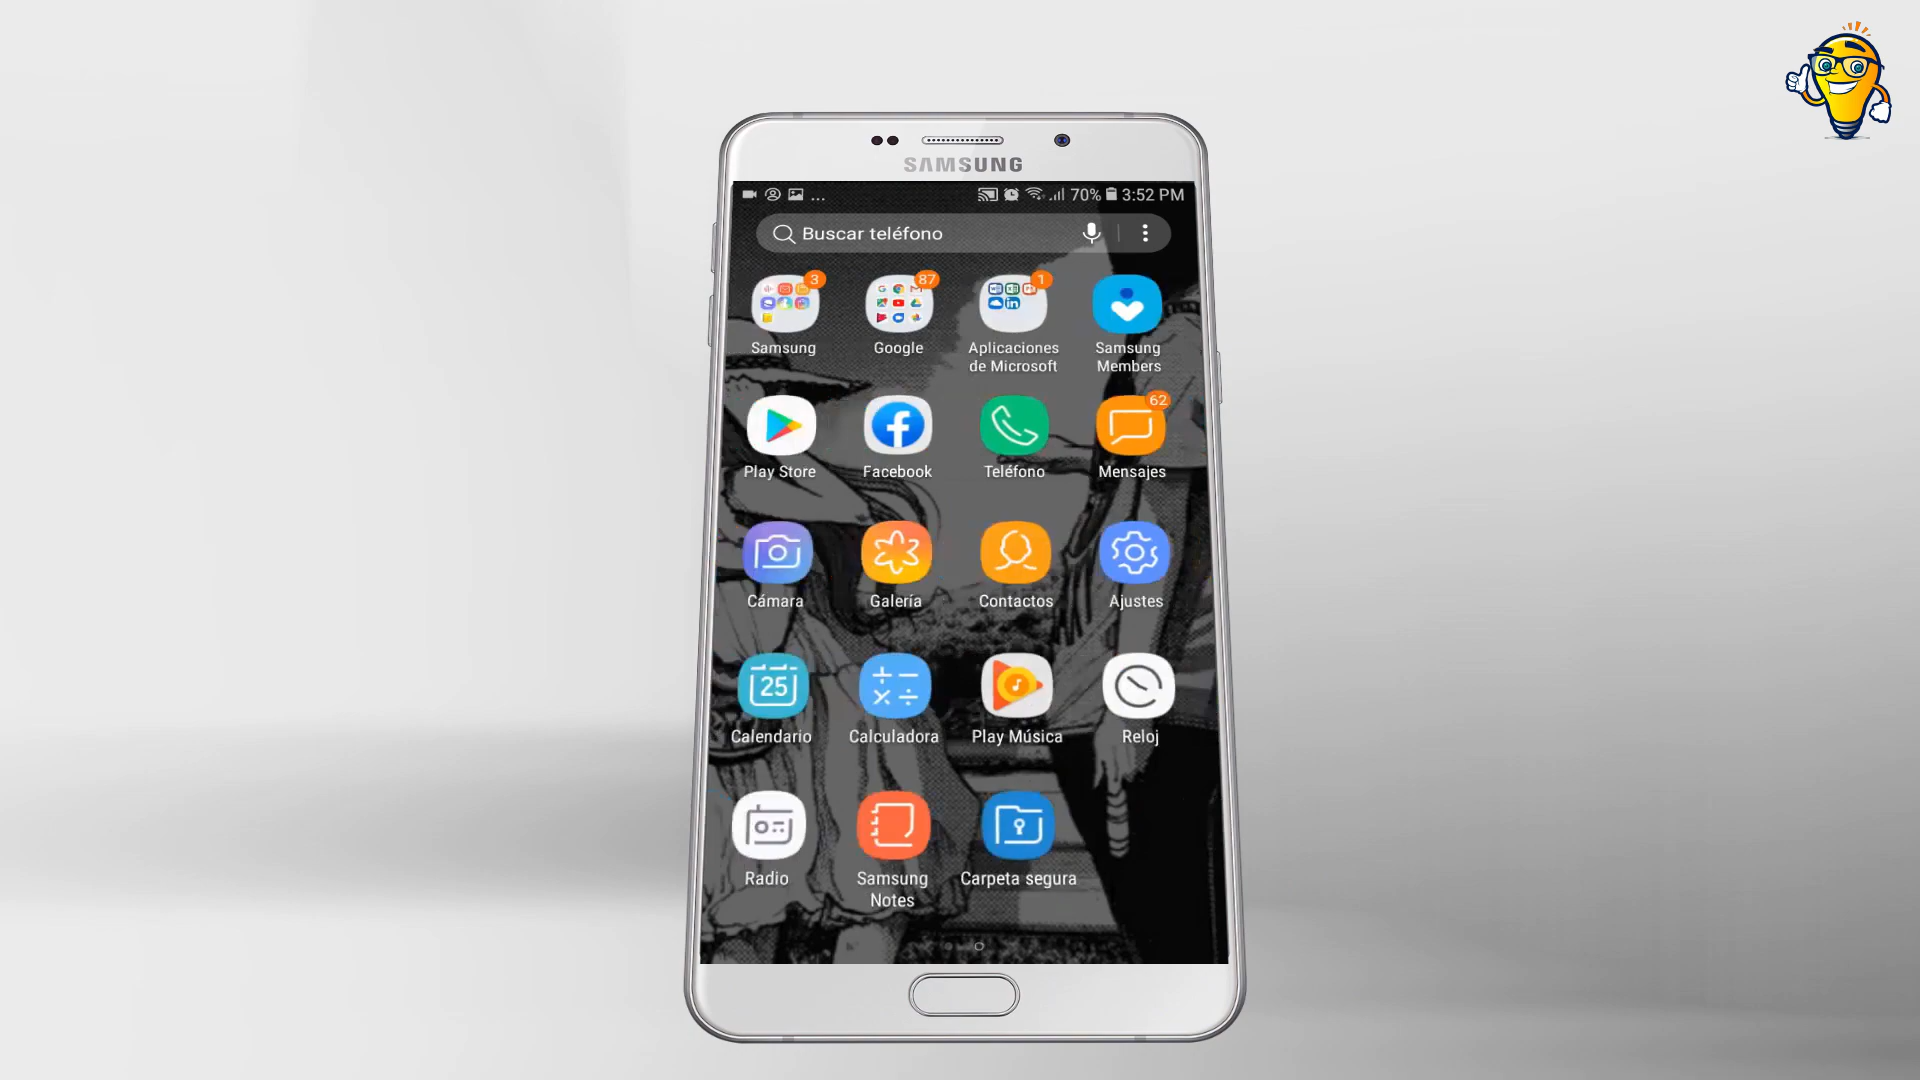 SAMSUNG
... 70% 3:52 PM
Buscar teléfono
3 87 1
Samsung Google Aplicaciones de Microsoft Samsung Members
62
Play Store Facebook Teléfono Mensajes
Cámara Galería Contactos Ajustes
25
Calendario Calculadora Play Música Reloj
Radio Samsung Notes Carpeta segura